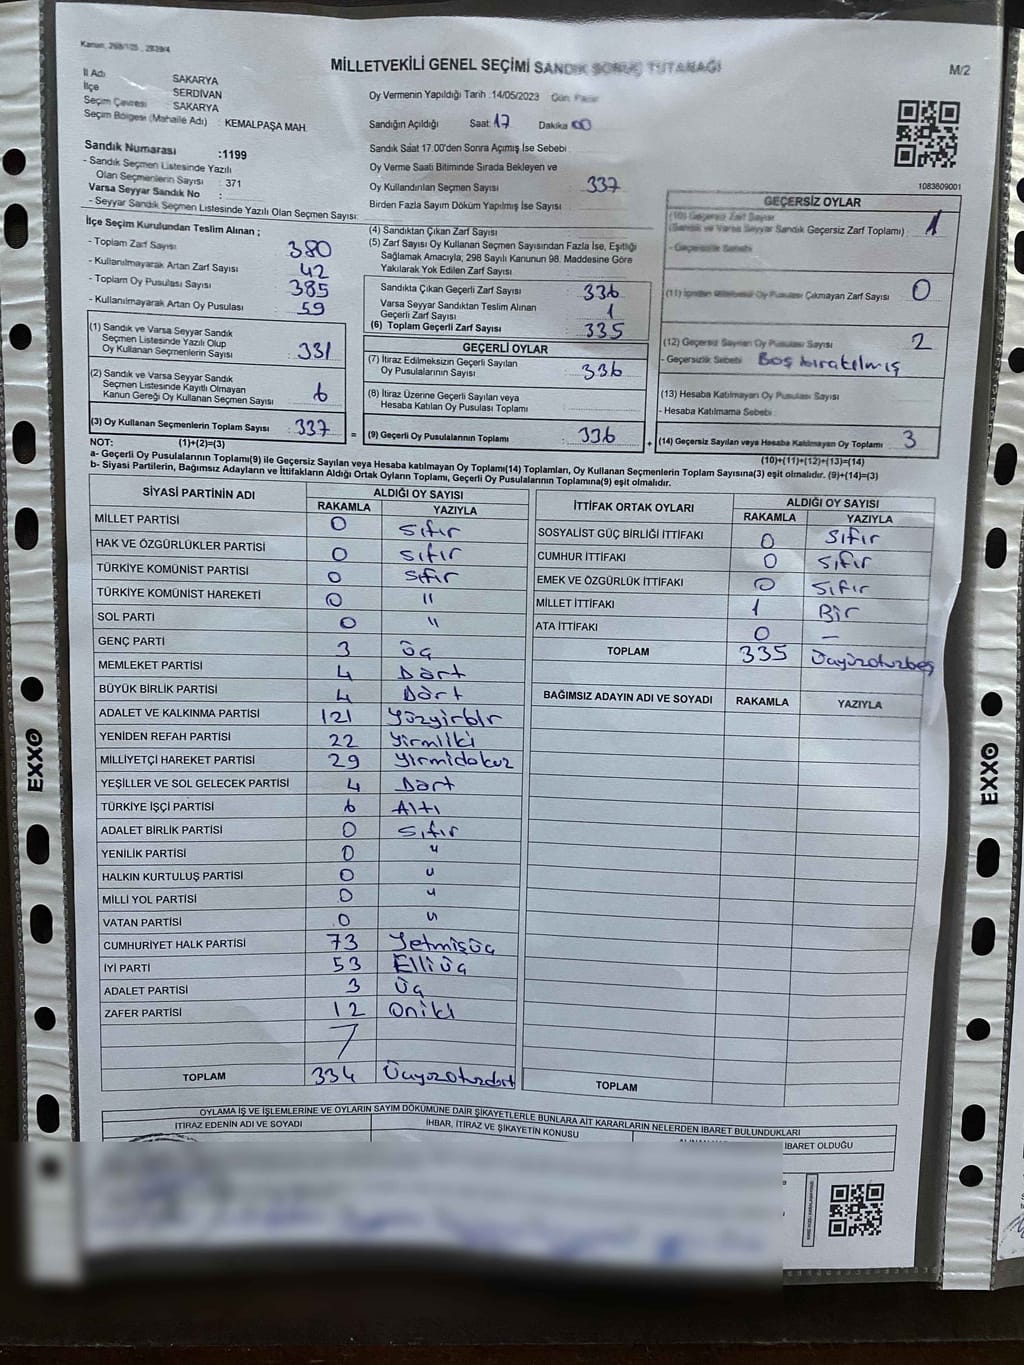 Kanun, 298/105 , 2839/4
MİLLETVEKİLİ GENEL SEÇİMİ SANDIK SONUÇ TUTANAĞI
M/2
İl Adı SAKARYA
İlçe SERDİVAN
Seçim Çevresi SAKARYA
Seçim Bölgesi (Mahalle Adı) : KEMALPAŞA MAH.
Oy Vermenin Yapıldığı Tarih :14/05/2023 Gün: Pazar
Sandığın Açıldığı Saat: 17 Dakika 00
Sandık Saat 17.00'den Sonra Açımış İse Sebebi
Oy Verme Saati Bitiminde Sırada Bekleyen ve
Oy Kullandırılan Seçmen Sayısı : 337
Birden Fazla Sayım Döküm Yapılmış İse Sayısı
1083609001
Sandık Numarası :1199
- Sandık Seçmen Listesinde Yazılı
Olan Seçmenlerin Sayısı : 371
Varsa Seyyar Sandık No :
- Seyyar Sandık Seçmen Listesinde Yazılı Olan Seçmen Sayısı:
İlçe Seçim Kurulundan Teslim Alınan ;
- Toplam Zarf Sayısı : 380
- Kullanılmayarak Artan Zarf Sayısı : 42
- Toplam Oy Pusulası Sayısı : 385
- Kullanılmayarak Artan Oy Pusulası : 59
(1) Sandık ve Varsa Seyyar Sandık
Seçmen Listesinde Yazılı Olup
Oy Kullanan Seçmenlerin Sayısı : 331
(2) Sandık ve Varsa Seyyar Sandık
Seçmen Listesinde Kayıtlı Olmayan
Kanun Gereği Oy Kullanan Seçmen Sayısı : 6
(3) Oy Kullanan Seçmenlerin Toplam Sayısı : 337
(4) Sandıktan Çıkan Zarf Sayısı :
(5) Zarf Sayısı Oy Kullanan Seçmen Sayısından Fazla İse, Eşitliği
Sağlamak Amacıyla, 298 Sayılı Kanunun 98. Maddesine Göre
Yakılarak Yok Edilen Zarf Sayısı :
Sandıkta Çıkan Geçerli Zarf Sayısı : 336
Varsa Seyyar Sandıktan Teslim Alınan
Geçerli Zarf Sayısı : 1
(6) Toplam Geçerli Zarf Sayısı : 335
GEÇERLİ OYLAR
(7) İtiraz Edilmeksizin Geçerli Sayılan
Oy Pusulalarının Sayısı : 336
(8) İtiraz Üzerine Geçerli Sayılan veya
Hesaba Katılan Oy Pusulası Toplamı :
= (9) Geçerli Oy Pusulalarının Toplamı : 336
GEÇERSİZ OYLAR
(10) Geçersiz Zarf Sayısı
(Sandık ve Varsa Seyyar Sandık Geçersiz Zarf Toplamı) : 1
- Geçersizlik Sebebi :
(11) İçinden Milletvekili Oy Pusulası Çıkmayan Zarf Sayısı : 0
(12) Geçersiz Sayılan Oy Pusulası Sayısı : 2
- Geçersizlik Sebebi : Boş bırakılmış
(13) Hesaba Katılmayan Oy Pusulası Sayısı
- Hesaba Katılmama Sebebi :
+ (14) Geçersiz Sayılan veya Hesaba Katılmayan Oy Toplamı 3
NOT: (1)+(2)=(3) (10)+(11)+(12)+(13)=(14)
a- Geçerli Oy Pusulalarının Toplamı(9) ile Geçersiz Sayılan veya Hesaba katılmayan Oy Toplamı(14) Toplamları, Oy Kullanan Seçmenlerin Toplam Sayısına(3) eşit olmalıdır. (9)+(14)=(3)
b- Siyasi Partilerin, Bağımsız Adayların ve İttifakların Aldığı Ortak Oyların Toplamı, Geçerli Oy Pusulalarının Toplamına(9) eşit olmalıdır.
SİYASİ PARTİNİN ADI ALDIĞI OY SAYISI
RAKAMLA YAZIYLA
MİLLET PARTİSİ 0 Sıfır
HAK VE ÖZGÜRLÜKLER PARTİSİ 0 Sıfır
TÜRKİYE KOMÜNİST PARTİSİ 0 Sıfır
TÜRKİYE KOMÜNİST HAREKETİ 0 "
SOL PARTİ 0 "
GENÇ PARTİ 3 Üç
MEMLEKET PARTİSİ 4 Dört
BÜYÜK BİRLİK PARTİSİ 4 Dört
ADALET VE KALKINMA PARTİSİ 121 Yüzyirbir
YENİDEN REFAH PARTİSİ 22 Yirmiİki
MİLLİYETÇİ HAREKET PARTİSİ 29 Yirmidokuz
YEŞİLLER VE SOL GELECEK PARTİSİ 4 Dört
TÜRKİYE İŞÇİ PARTİSİ 6 Altı
ADALET BİRLİK PARTİSİ 0 Sıfır
YENİLİK PARTİSİ 0 "
HALKIN KURTULUŞ PARTİSİ 0 "
MİLLİ YOL PARTİSİ 0 "
VATAN PARTİSİ 0 "
CUMHURİYET HALK PARTİSİ 73 Yetmişüç
İYİ PARTİ 53 Elliüç
ADALET PARTİSİ 3 Üç
ZAFER PARTİSİ 12 Oniki
TOPLAM 334 Üçyüzotuzdört
İTTİFAK ORTAK OYLARI ALDIĞI OY SAYISI
RAKAMLA YAZIYLA
SOSYALİST GÜÇ BİRLİĞİ İTTİFAKI 0 Sıfır
CUMHUR İTTİFAKI 0 Sıfır
EMEK VE ÖZGÜRLÜK İTTİFAKI 0 Sıfır
MİLLET İTTİFAKI 1 Bir
ATA İTTİFAKI 0 —
TOPLAM 335 Üçyüzotuzbeş
BAĞIMSIZ ADAYIN ADI VE SOYADI RAKAMLA YAZIYLA
TOPLAM
OYLAMA İŞ VE İŞLEMLERİNE VE OYLARIN SAYIM DÖKÜMÜNE DAİR ŞİKAYETLERLE BUNLARA AİT KARARLARIN NELERDEN İBARET BULUNDUKLARI
İTİRAZ EDENİN ADI VE SOYADI İHBAR, İTİRAZ VE ŞİKAYETİN KONUSU İBARET OLDUĞU
EXXO
EXXO